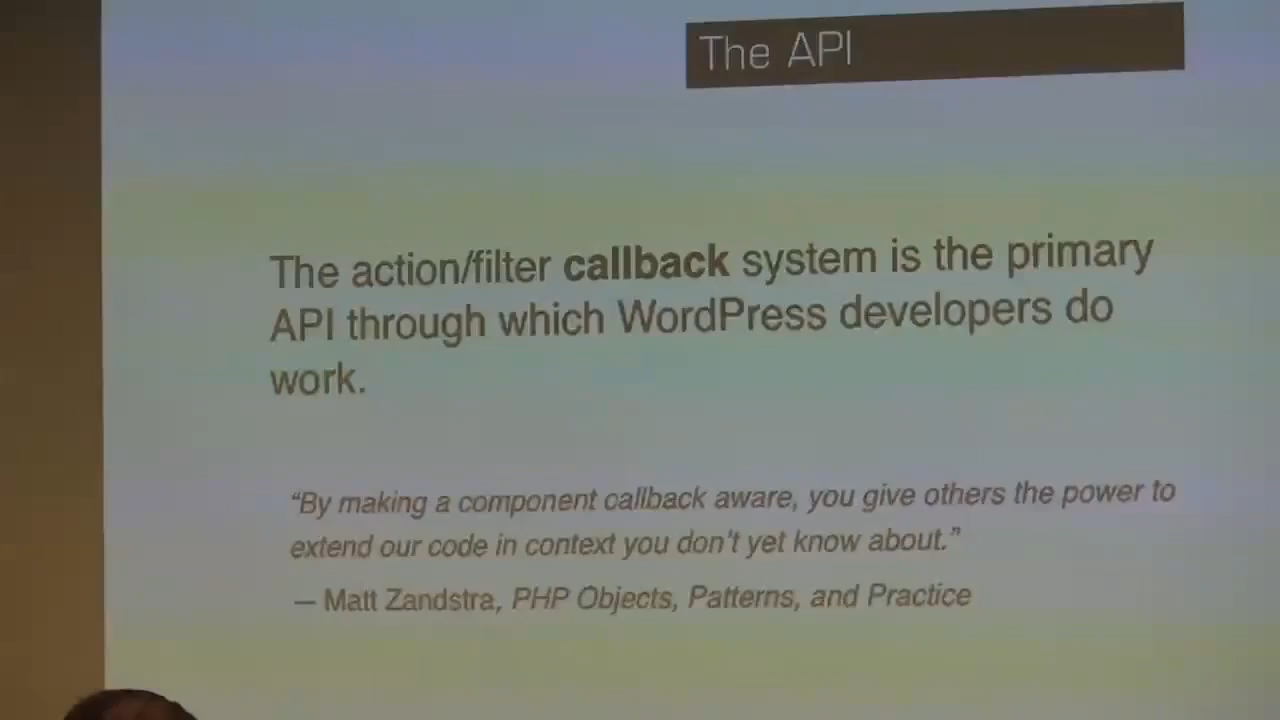 The API
The action/filter callback system is the primary
API through which WordPress developers do
work.
“By making a component callback aware, you give others the power to
extend our code in context you don’t yet know about.”
— Matt Zandstra, PHP Objects, Patterns, and Practice